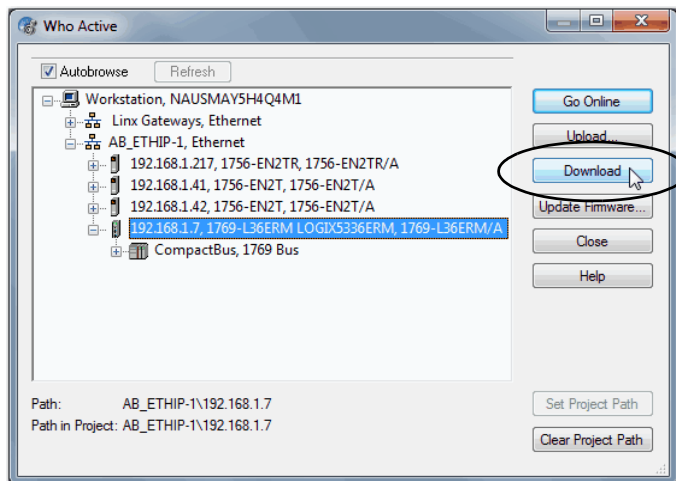 Who Active
Autobrowse
Refresh
Workstation, NAUSMAY5H4Q4M1
Linx Gateways, Ethernet
AB_ETHIP-1, Ethernet
192.168.1.217, 1756-EN2TR, 1756-EN2TR/A
192.168.1.41, 1756-EN2T, 1756-EN2T/A
192.168.1.42, 1756-EN2T, 1756-EN2T/A
192.168.1.7, 1769-L36ERM LOGIX5336ERM, 1769-L36ERM/A
CompactBus, 1769 Bus
Go Online
Upload...
Download
Update Firmware...
Close
Help
Path: AB_ETHIP-1\192.168.1.7
Path in Project: AB_ETHIP-1\192.168.1.7
Set Project Path
Clear Project Path